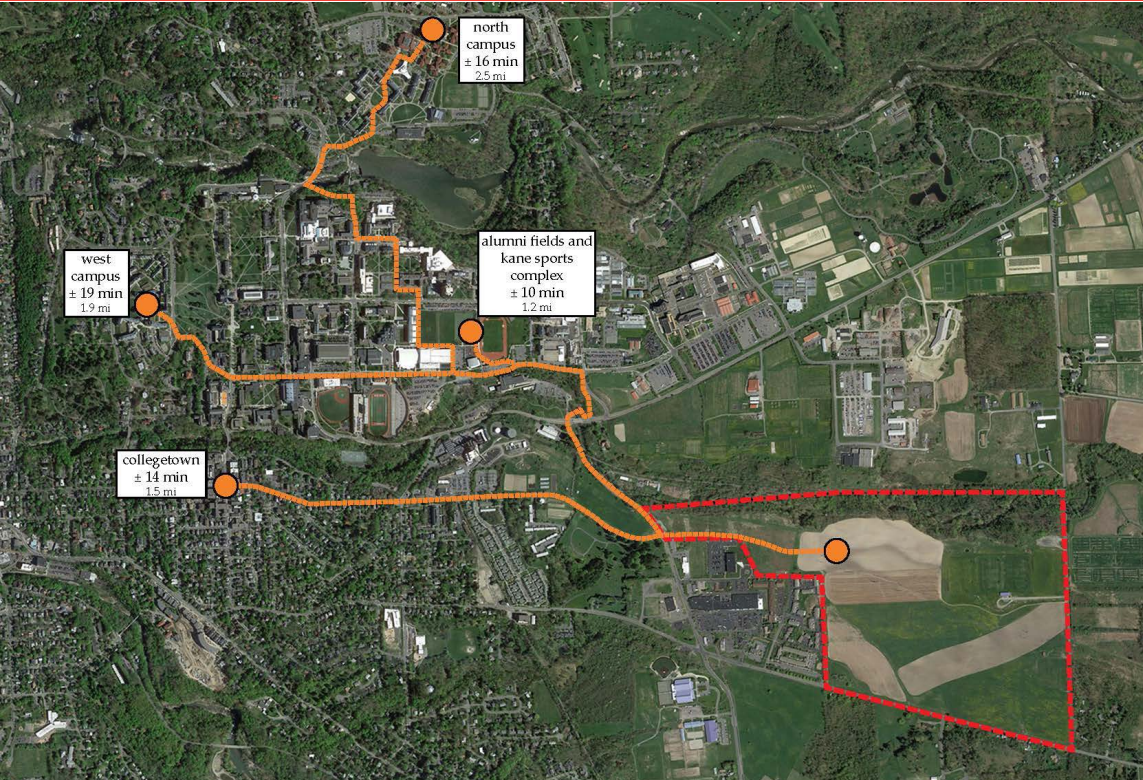 north
campus
± 16 min
2.5 mi
alumni fields and
kane sports
complex
± 10 min
1.2 mi
west
campus
± 19 min
1.9 mi
collegetown
± 14 min
1.5 mi